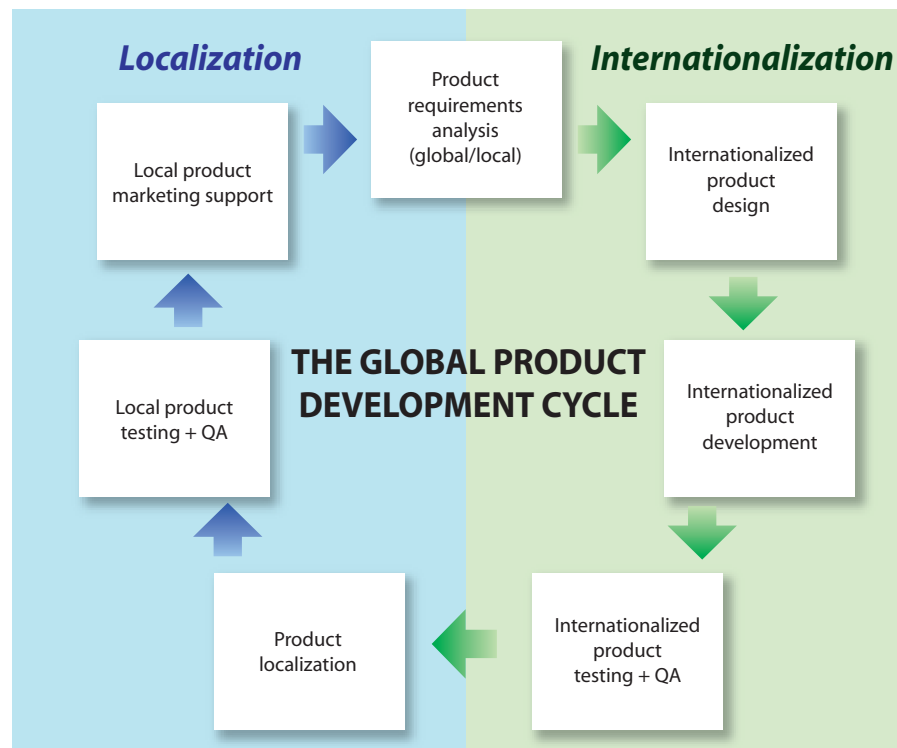 Localization
Internationalization
Product
requirements
analysis
(global/local)
Internationalized
product
design
Internationalized
product
development
Internationalized
product
testing + QA
Product
localization
Local product
testing + QA
Local product
marketing support
THE GLOBAL PRODUCT
DEVELOPMENT CYCLE